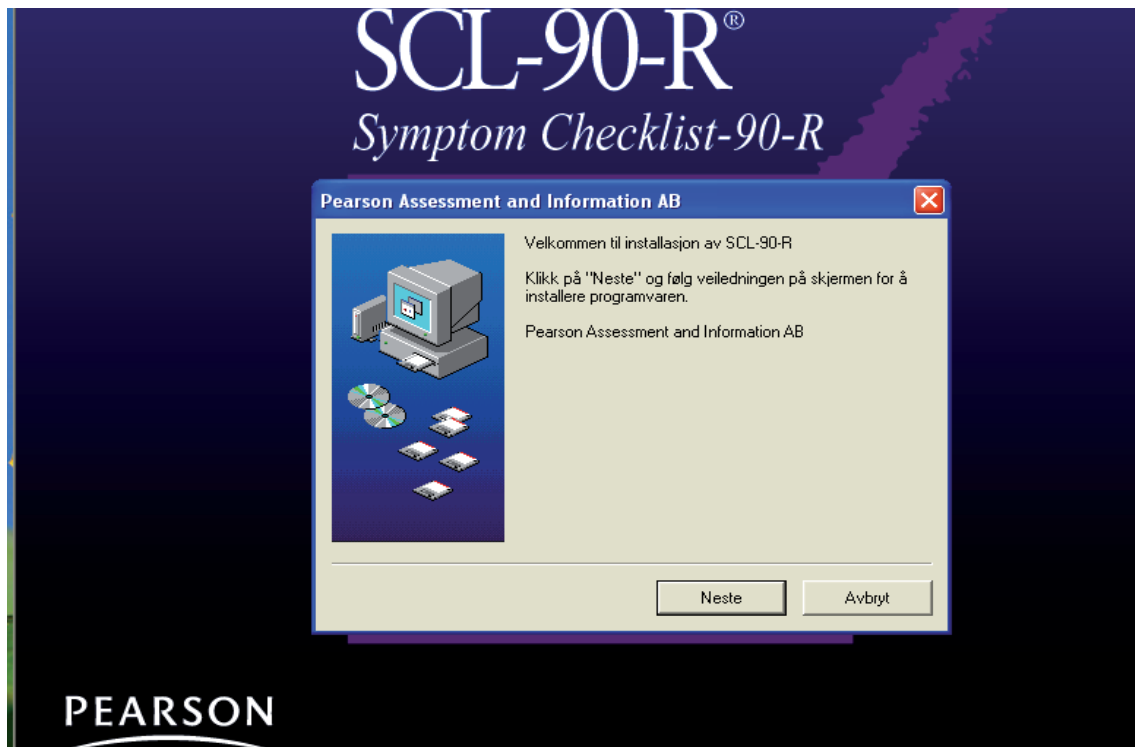 SCL-90-R®
Symptom Checklist-90-R
Pearson Assessment and Information AB
Velkommen til installasjon av SCL-90-R
Klikk på "Neste" og følg veiledningen på skjermen for å
installere programvaren.
Pearson Assessment and Information AB
Neste
Avbryt
PEARSON